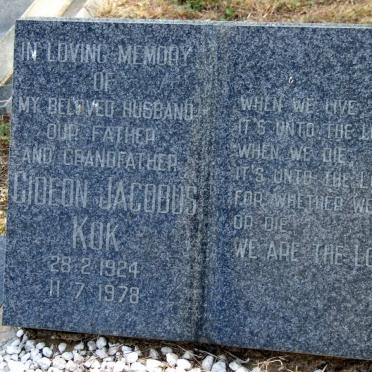 IN LOVING MEMORY
OF
MY BELOVED HUSBAND
OUR FATHER
AND GRANDFATHER
GIDEON JACOBUS
KOK
28·2·1924
11·7·1978
WHEN WE LIVE
IT'S UNTO THE
WHEN WE DIE,
IT'S UNTO THE
FOR WHETHER
OR DIE
WE ARE THE